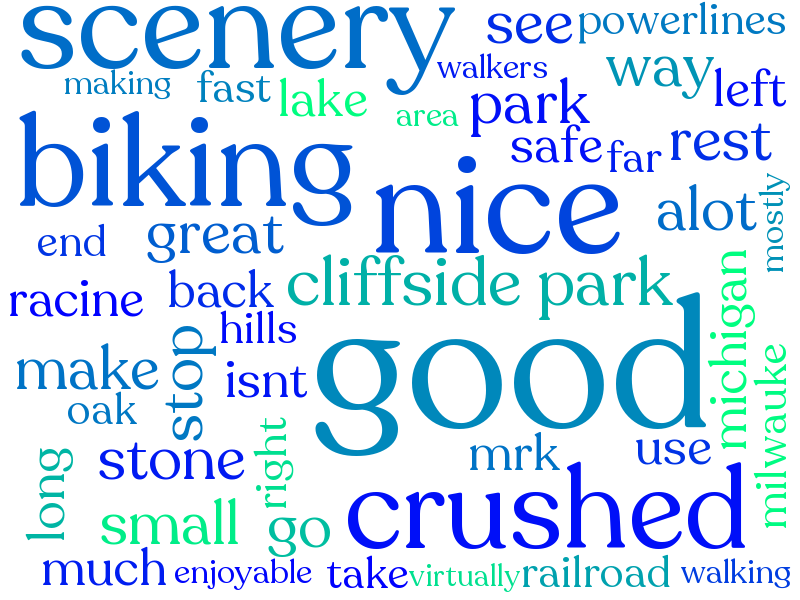 scenery
see
powerlines
making
fast
lake
walkers
way
left
area
park
biking
safe
far
rest
nice
alot
mostly
end
great
cliffside park
racine
back
hills
good
michigan
make
stop
isnt
milwauke
oak
mrk
use
long
stone
right
crushed
small
go
much
enjoyable
take
virtually
railroad
walking